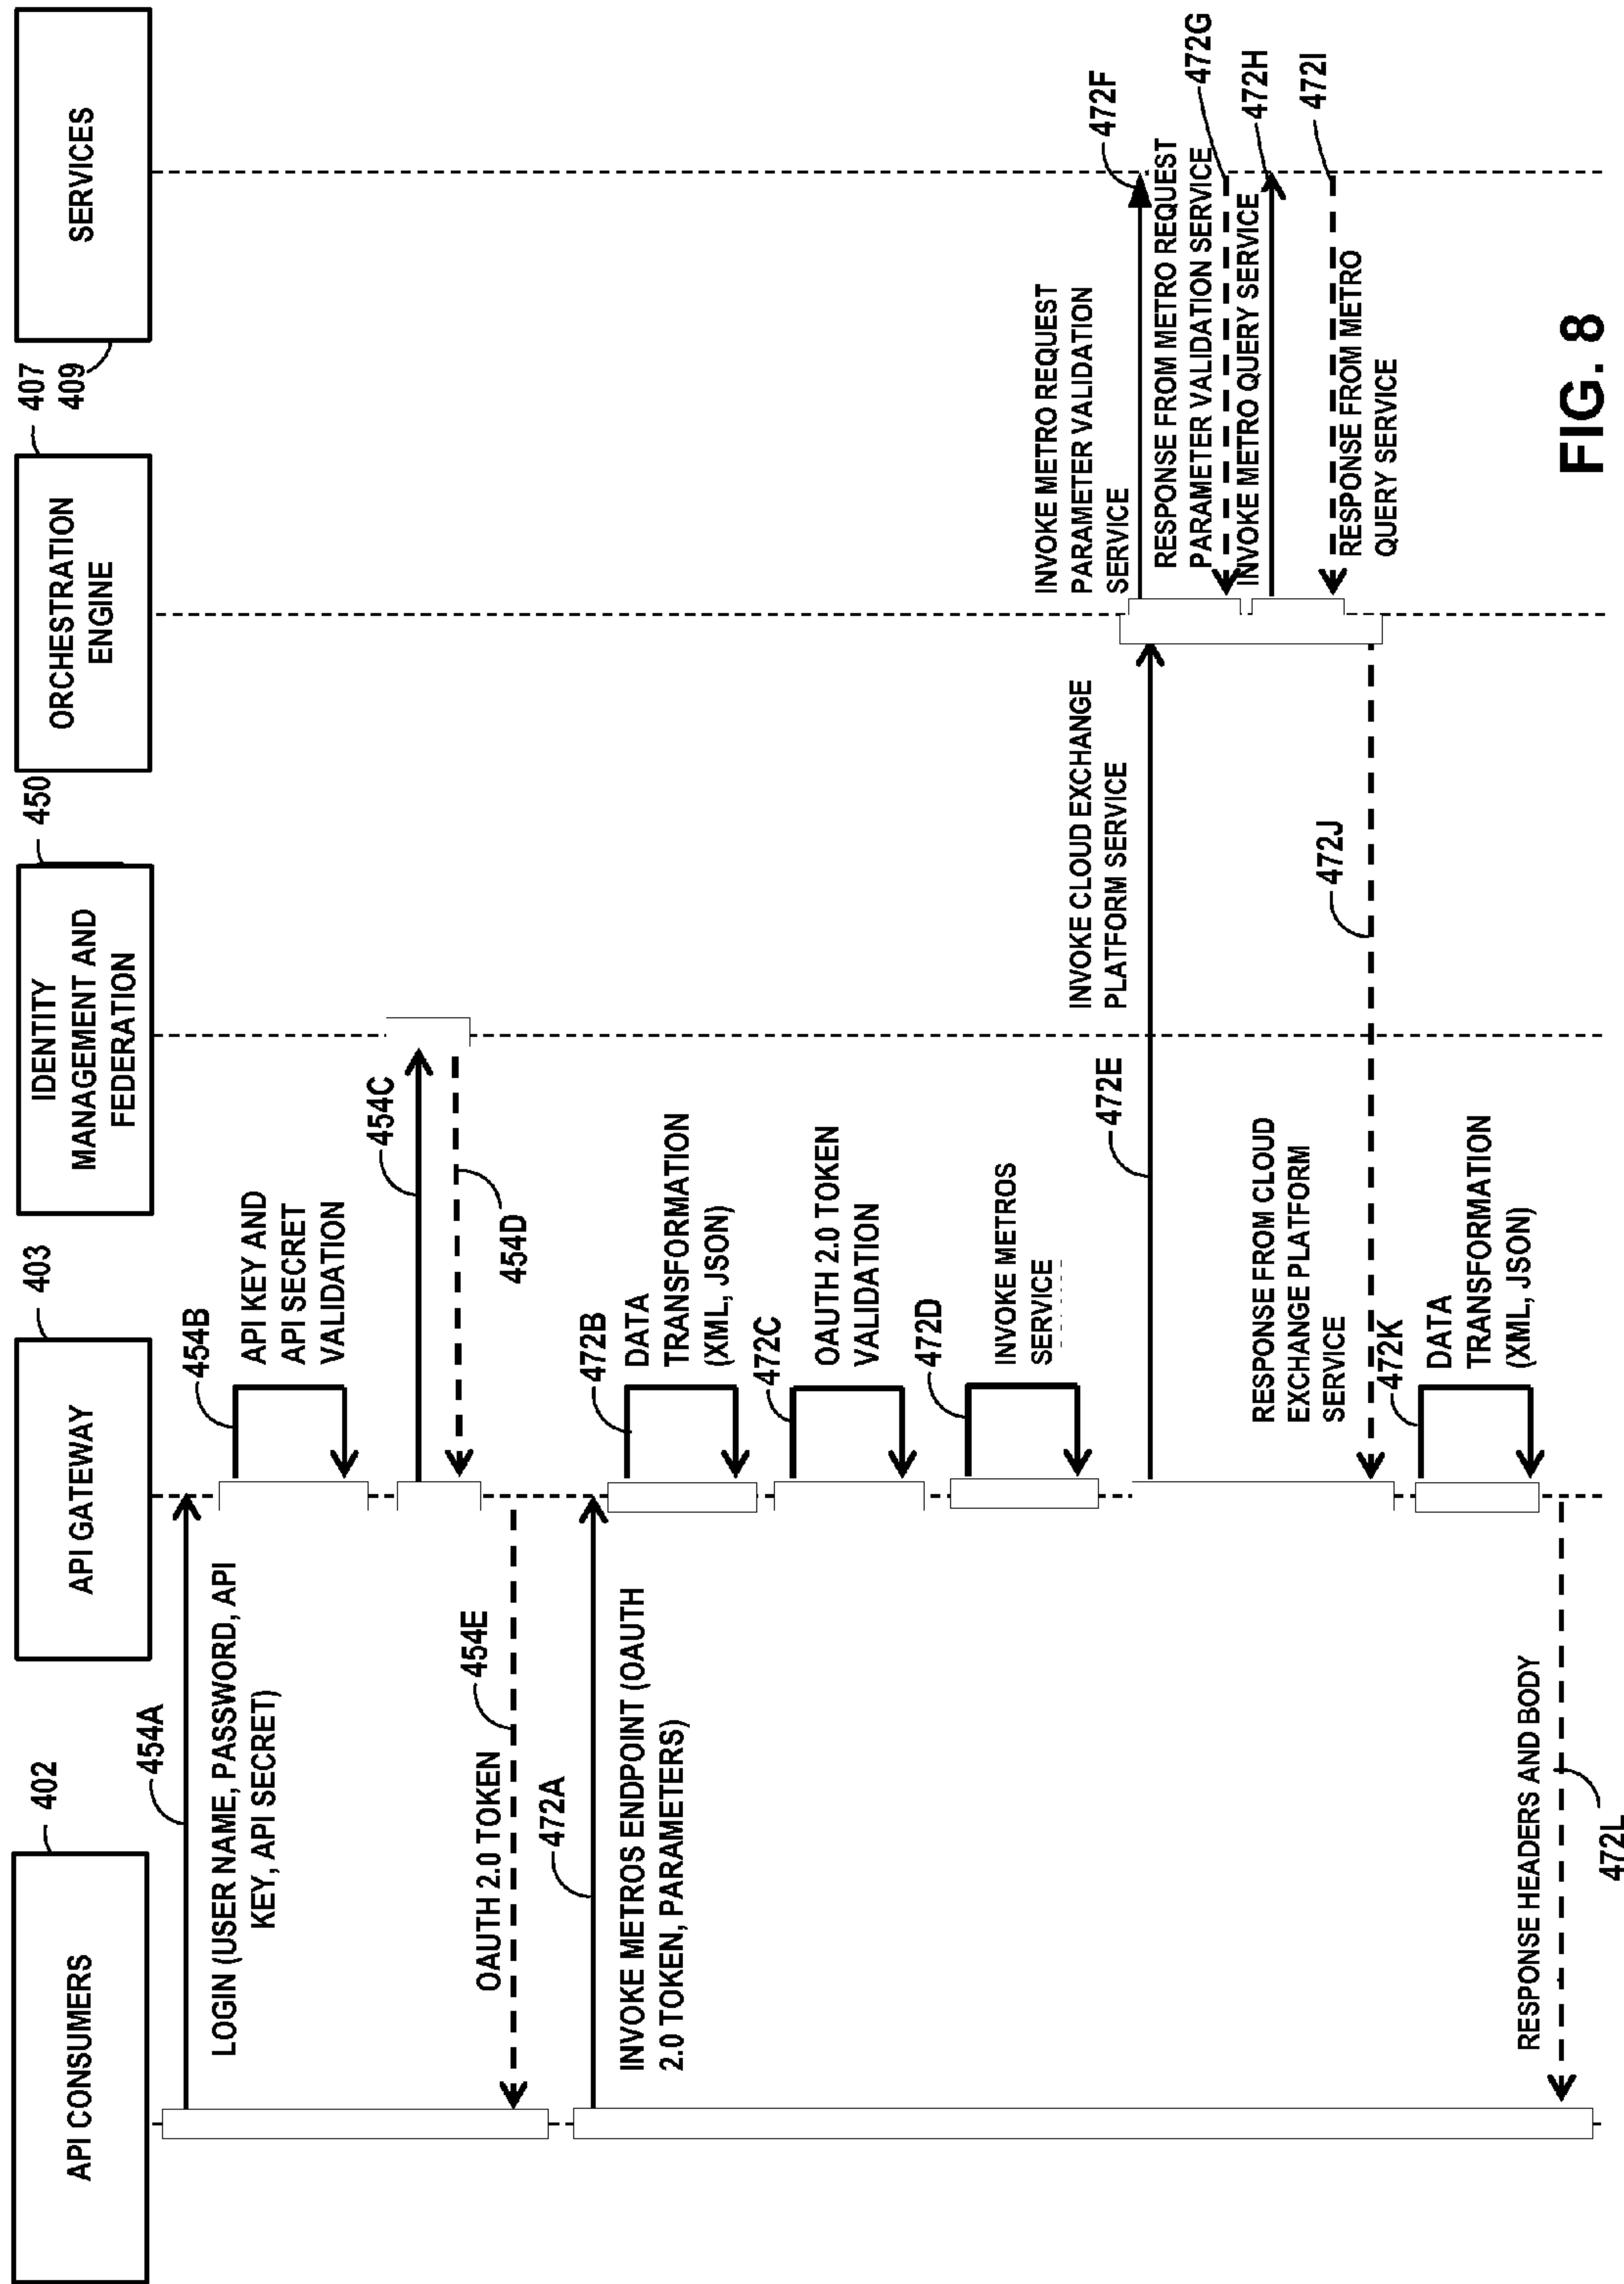 API CONSUMERS
402
API GATEWAY
403
IDENTITY
MANAGEMENT AND
FEDERATION
450
ORCHESTRATION
ENGINE
407
SERVICES
409
454A
LOGIN (USER NAME, PASSWORD, API
KEY, API SECRET)
454B
API KEY AND
API SECRET
VALIDATION
454C
454D
454E
OAUTH 2.0 TOKEN
472A
INVOKE METROS ENDPOINT (OAUTH
2.0 TOKEN, PARAMETERS)
472B
DATA
TRANSFORMATION
(XML, JSON)
472C
OAUTH 2.0 TOKEN
VALIDATION
472D
INVOKE METROS
SERVICE
472E
INVOKE CLOUD EXCHANGE
PLATFORM SERVICE
INVOKE METRO REQUEST
PARAMETER VALIDATION
SERVICE
472F
RESPONSE FROM METRO REQUEST
PARAMETER VALIDATION SERVICE
472G
INVOKE METRO QUERY SERVICE
472H
472I
RESPONSE FROM METRO
QUERY SERVICE
472J
RESPONSE FROM CLOUD
EXCHANGE PLATFORM
SERVICE
472K
DATA
TRANSFORMATION
(XML, JSON)
RESPONSE HEADERS AND BODY
472L
FIG. 8